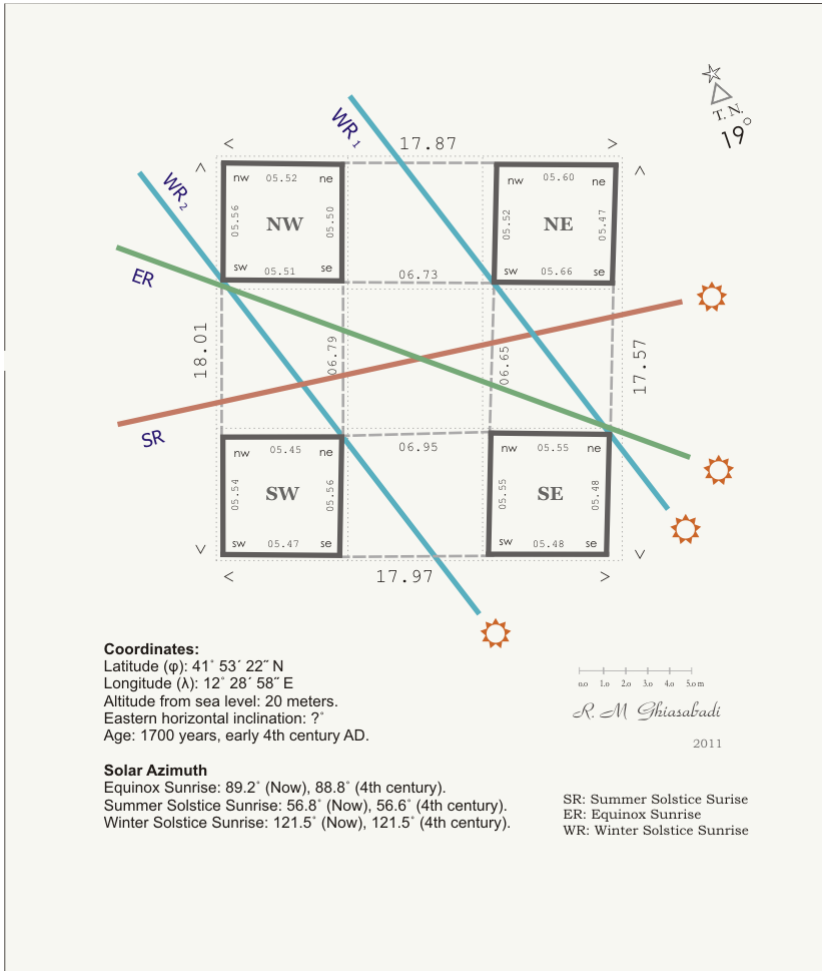 T. N.
19°
WR 1
< 17.87 >
WR 2
nw 05.52 ne
05.56
NW
05.50
sw 05.51 se
nw 05.60 ne
05.52
NE
05.47
sw 05.66 se
ER
06.73
18.01
06.79
06.65
17.57
SR
06.95
nw 05.45 ne
05.54
SW
05.56
sw 05.47 se
nw 05.55 ne
05.55
SE
05.48
sw 05.48 se
< 17.97 >
Coordinates:
Latitude (φ): 41° 53´ 22˝ N
Longitude (λ): 12° 28´ 58˝ E
Altitude from sea level: 20 meters.
Eastern horizontal inclination: ?°
Age: 1700 years, early 4th century AD.
0.0 1.0 2.0 3.0 4.0 5.0 m
R. M Ghiasabadi
2011
Solar Azimuth
Equinox Sunrise: 89.2° (Now), 88.8° (4th century).
Summer Solstice Sunrise: 56.8° (Now), 56.6° (4th century).
Winter Solstice Sunrise: 121.5° (Now), 121.5° (4th century).
SR: Summer Solstice Surise
ER: Equinox Sunrise
WR: Winter Solstice Sunrise